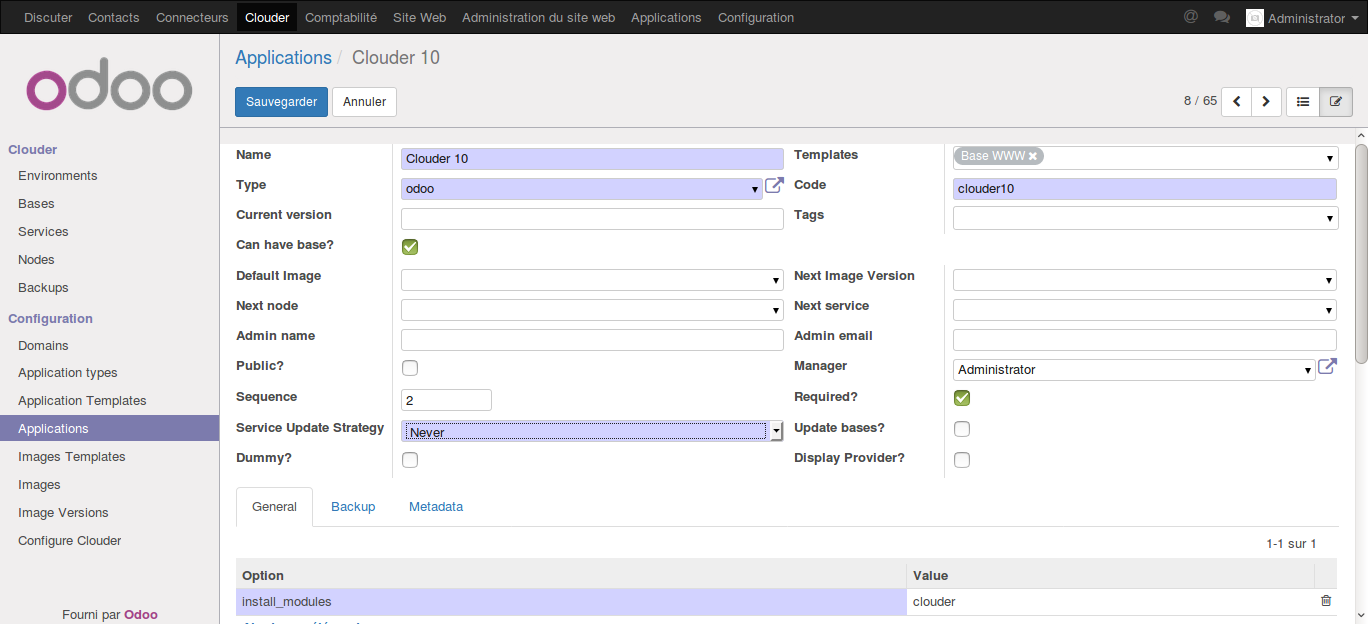 Discuter Contacts Connecteurs Clouder Comptabilité Site Web Administration du site web Applications Configuration @ Administrator
odoo
Applications / Clouder 10
Sauvegarder Annuler 8 / 65
Clouder
Environments
Bases
Services
Nodes
Backups
Configuration
Domains
Application types
Application Templates
Applications
Images Templates
Images
Image Versions
Configure Clouder
Fourni par Odoo
Name Clouder 10 Templates Base WWW
Type odoo Code clouder10
Current version Tags
Can have base?
Default Image Next Image Version
Next node Next service
Admin name Admin email
Public? Manager Administrator
Sequence 2 Required?
Service Update Strategy Never Update bases?
Dummy? Display Provider?
General Backup Metadata
1-1 sur 1
Option Value
install_modules clouder